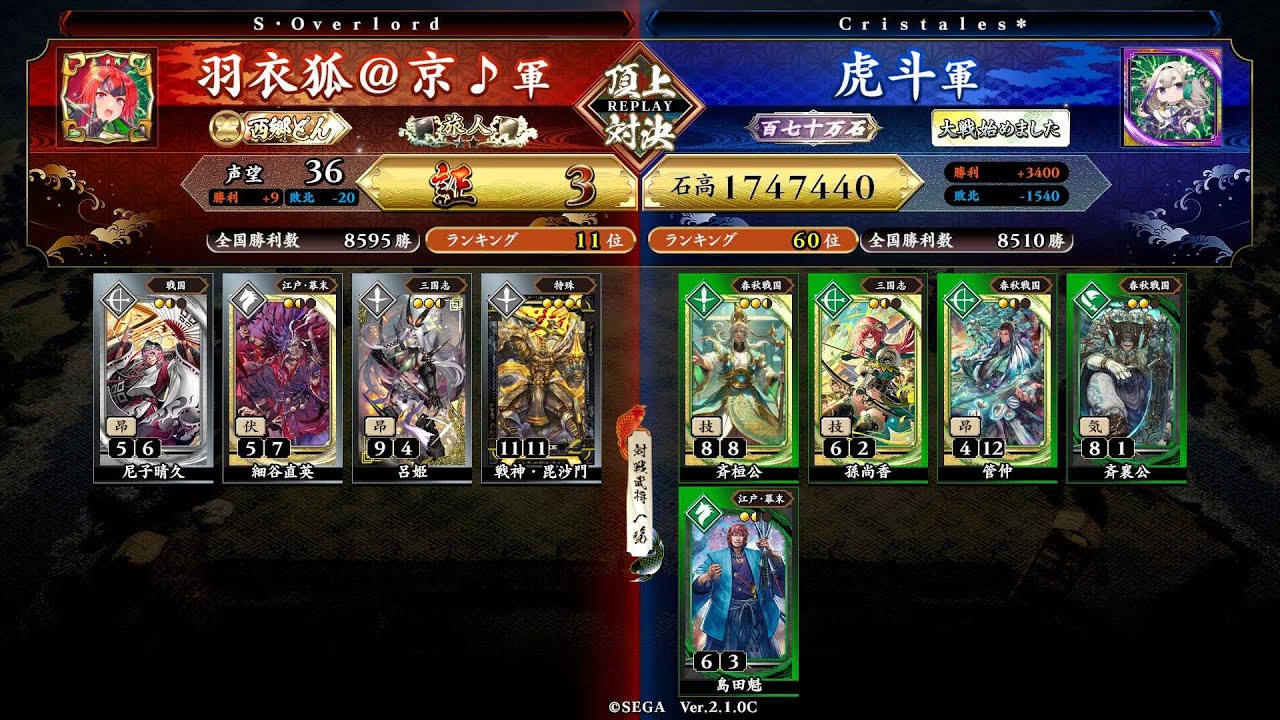 S・Overlord
Cristales*
羽衣狐@京♪軍
頂上
REPLAY
対決
虎斗軍
西郷どん
旅人
百七十万石
大戦始めました
声望 36
勝利 +9 敗北 -20
証 3
石高 1747440
勝利 +3400
敗北 -1540
全国勝利数 8595勝
ランキング 11位
ランキング 60位
全国勝利数 8510勝
戦国
江戸・幕末
三国志
特殊
春秋戦国
三国志
春秋戦国
春秋戦国
昂
5 6
尼子晴久
伏
5 7
細谷直英
昂
9 4
呂姫
11 11
戦神・毘沙門
対戦武将一覧
技
8 8
斉桓公
技
6 2
孫尚香
昂
4 12
管仲
気
8 1
斉襄公
江戸・幕末
6 3
島田魁
©SEGA Ver.2.1.0C